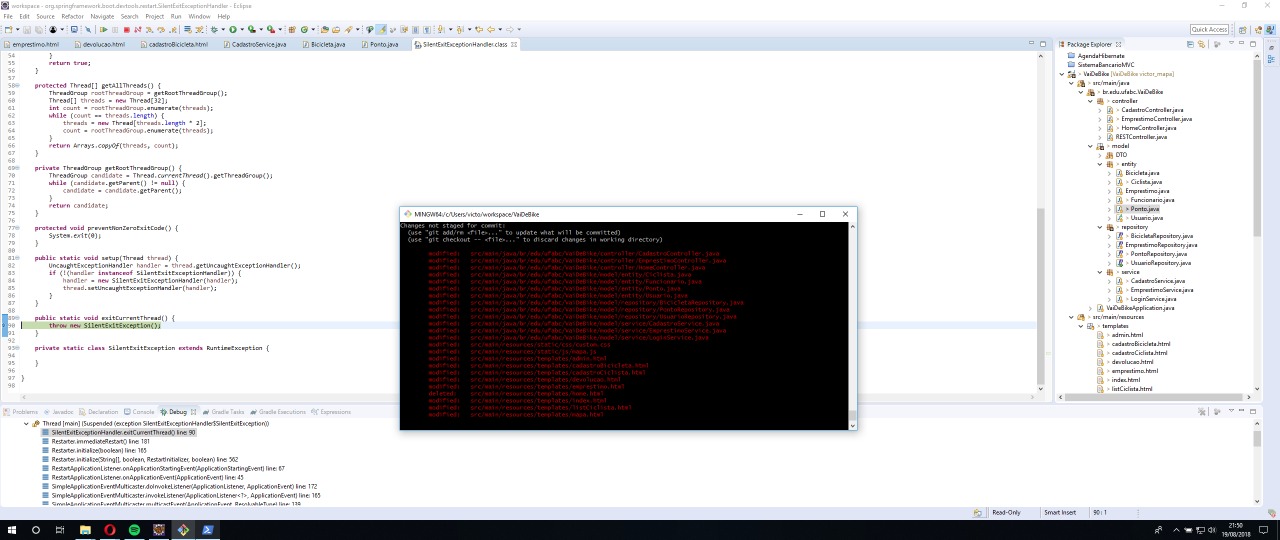 workspace - org.springframework.boot.devtools.restart.SilentExitExceptionHandler - Eclipse
File Edit Source Refactor Navigate Search Project Run Window Help
Quick Access
emprestimo.html devolucao.html cadastroBicicleta.html CadastroService.java Bicicleta.java Ponto.java SilentExitExceptionHandler.class
54 }
55 return true;
56 }
57
58 protected Thread[] getAllThreads() {
59 ThreadGroup rootThreadGroup = getRootThreadGroup();
60 Thread[] threads = new Thread[32];
61 int count = rootThreadGroup.enumerate(threads);
62 while (count == threads.length) {
63 threads = new Thread[threads.length * 2];
64 count = rootThreadGroup.enumerate(threads);
65 }
66 return Arrays.copyOf(threads, count);
67 }
68
69 private ThreadGroup getRootThreadGroup() {
70 ThreadGroup candidate = Thread.currentThread().getThreadGroup();
71 while (candidate.getParent() != null) {
72 candidate = candidate.getParent();
73 }
74 return candidate;
75 }
76
77 protected void preventNonZeroExitCode() {
78 System.exit(0);
79 }
80
81 public static void setup(Thread thread) {
82 UncaughtExceptionHandler handler = thread.getUncaughtExceptionHandler();
83 if (!(handler instanceof SilentExitExceptionHandler)) {
84 handler = new SilentExitExceptionHandler(handler);
85 thread.setUncaughtExceptionHandler(handler);
86 }
87 }
88
89 public static void exitCurrentThread() {
90 throw new SilentExitException();
91 }
92
93 private static class SilentExitException extends RuntimeException {
94
95 }
96
97 }
98
MINGW64:/c/Users/victo/workspace/VaiDeBike
Changes not staged for commit:
(use "git add/rm <file>..." to update what will be committed)
(use "git checkout -- <file>..." to discard changes in working directory)
modified: src/main/java/br/edu/ufabc/VaiDeBike/controller/CadastroController.java
modified: src/main/java/br/edu/ufabc/VaiDeBike/controller/EmprestimoController.java
modified: src/main/java/br/edu/ufabc/VaiDeBike/controller/HomeController.java
modified: src/main/java/br/edu/ufabc/VaiDeBike/model/entity/Ciclista.java
modified: src/main/java/br/edu/ufabc/VaiDeBike/model/entity/Funcionario.java
modified: src/main/java/br/edu/ufabc/VaiDeBike/model/entity/Ponto.java
modified: src/main/java/br/edu/ufabc/VaiDeBike/model/entity/Usuario.java
modified: src/main/java/br/edu/ufabc/VaiDeBike/model/repository/BicicletaRepository.java
modified: src/main/java/br/edu/ufabc/VaiDeBike/model/repository/PontoRepository.java
modified: src/main/java/br/edu/ufabc/VaiDeBike/model/repository/UsuarioRepository.java
modified: src/main/java/br/edu/ufabc/VaiDeBike/model/service/CadastroService.java
modified: src/main/java/br/edu/ufabc/VaiDeBike/model/service/EmprestimoService.java
modified: src/main/java/br/edu/ufabc/VaiDeBike/model/service/LoginService.java
modified: src/main/resources/static/css/custom.css
modified: src/main/resources/static/js/mapa.js
modified: src/main/resources/templates/admin.html
modified: src/main/resources/templates/cadastroBicicleta.html
modified: src/main/resources/templates/cadastroCiclista.html
modified: src/main/resources/templates/devolucao.html
modified: src/main/resources/templates/emprestimo.html
deleted: src/main/resources/templates/home.html
modified: src/main/resources/templates/index.html
modified: src/main/resources/templates/listCiclista.html
modified: src/main/resources/templates/mapa.html
Package Explorer
AgendaHibernate
SistemaBancarioMVC
> VaiDeBike [VaiDeBike victor_mapa]
> src/main/java
> br.edu.ufabc.VaiDeBike
> controller
> CadastroController.java
> EmprestimoController.java
> HomeController.java
RESTController.java
> model
DTO
> entity
Bicicleta.java
> Ciclista.java
Emprestimo.java
> Funcionario.java
> Ponto.java
> Usuario.java
> repository
> BicicletaRepository.java
EmprestimoRepository.java
> PontoRepository.java
> UsuarioRepository.java
> service
> CadastroService.java
> EmprestimoService.java
> LoginService.java
VaiDeBikeApplication.java
> src/main/resources
> templates
> admin.html
> cadastroBicicleta.html
> cadastroCiclista.html
> devolucao.html
> emprestimo.html
> index.html
> listCiclista.html
Problems Javadoc Declaration Console Debug Gradle Tasks Gradle Executions Expressions
Thread [main] (Suspended (exception SilentExitExceptionHandler$SilentExitException))
SilentExitExceptionHandler.exitCurrentThread() line: 90
Restarter.immediateRestart() line: 181
Restarter.initialize(boolean) line: 165
Restarter.initialize(String[], boolean, RestartInitializer, boolean) line: 562
RestartApplicationListener.onApplicationStartingEvent(ApplicationStartingEvent) line: 67
RestartApplicationListener.onApplicationEvent(ApplicationEvent) line: 45
SimpleApplicationEventMulticaster.doInvokeListener(ApplicationListener, ApplicationEvent) line: 172
SimpleApplicationEventMulticaster.invokeListener(ApplicationListener<?>, ApplicationEvent) line: 165
SimpleApplicationEventMulticaster.multicastEvent(ApplicationEvent, ResolvableType) line: 139
Read-Only Smart Insert 90 : 1
21:50
19/08/2018